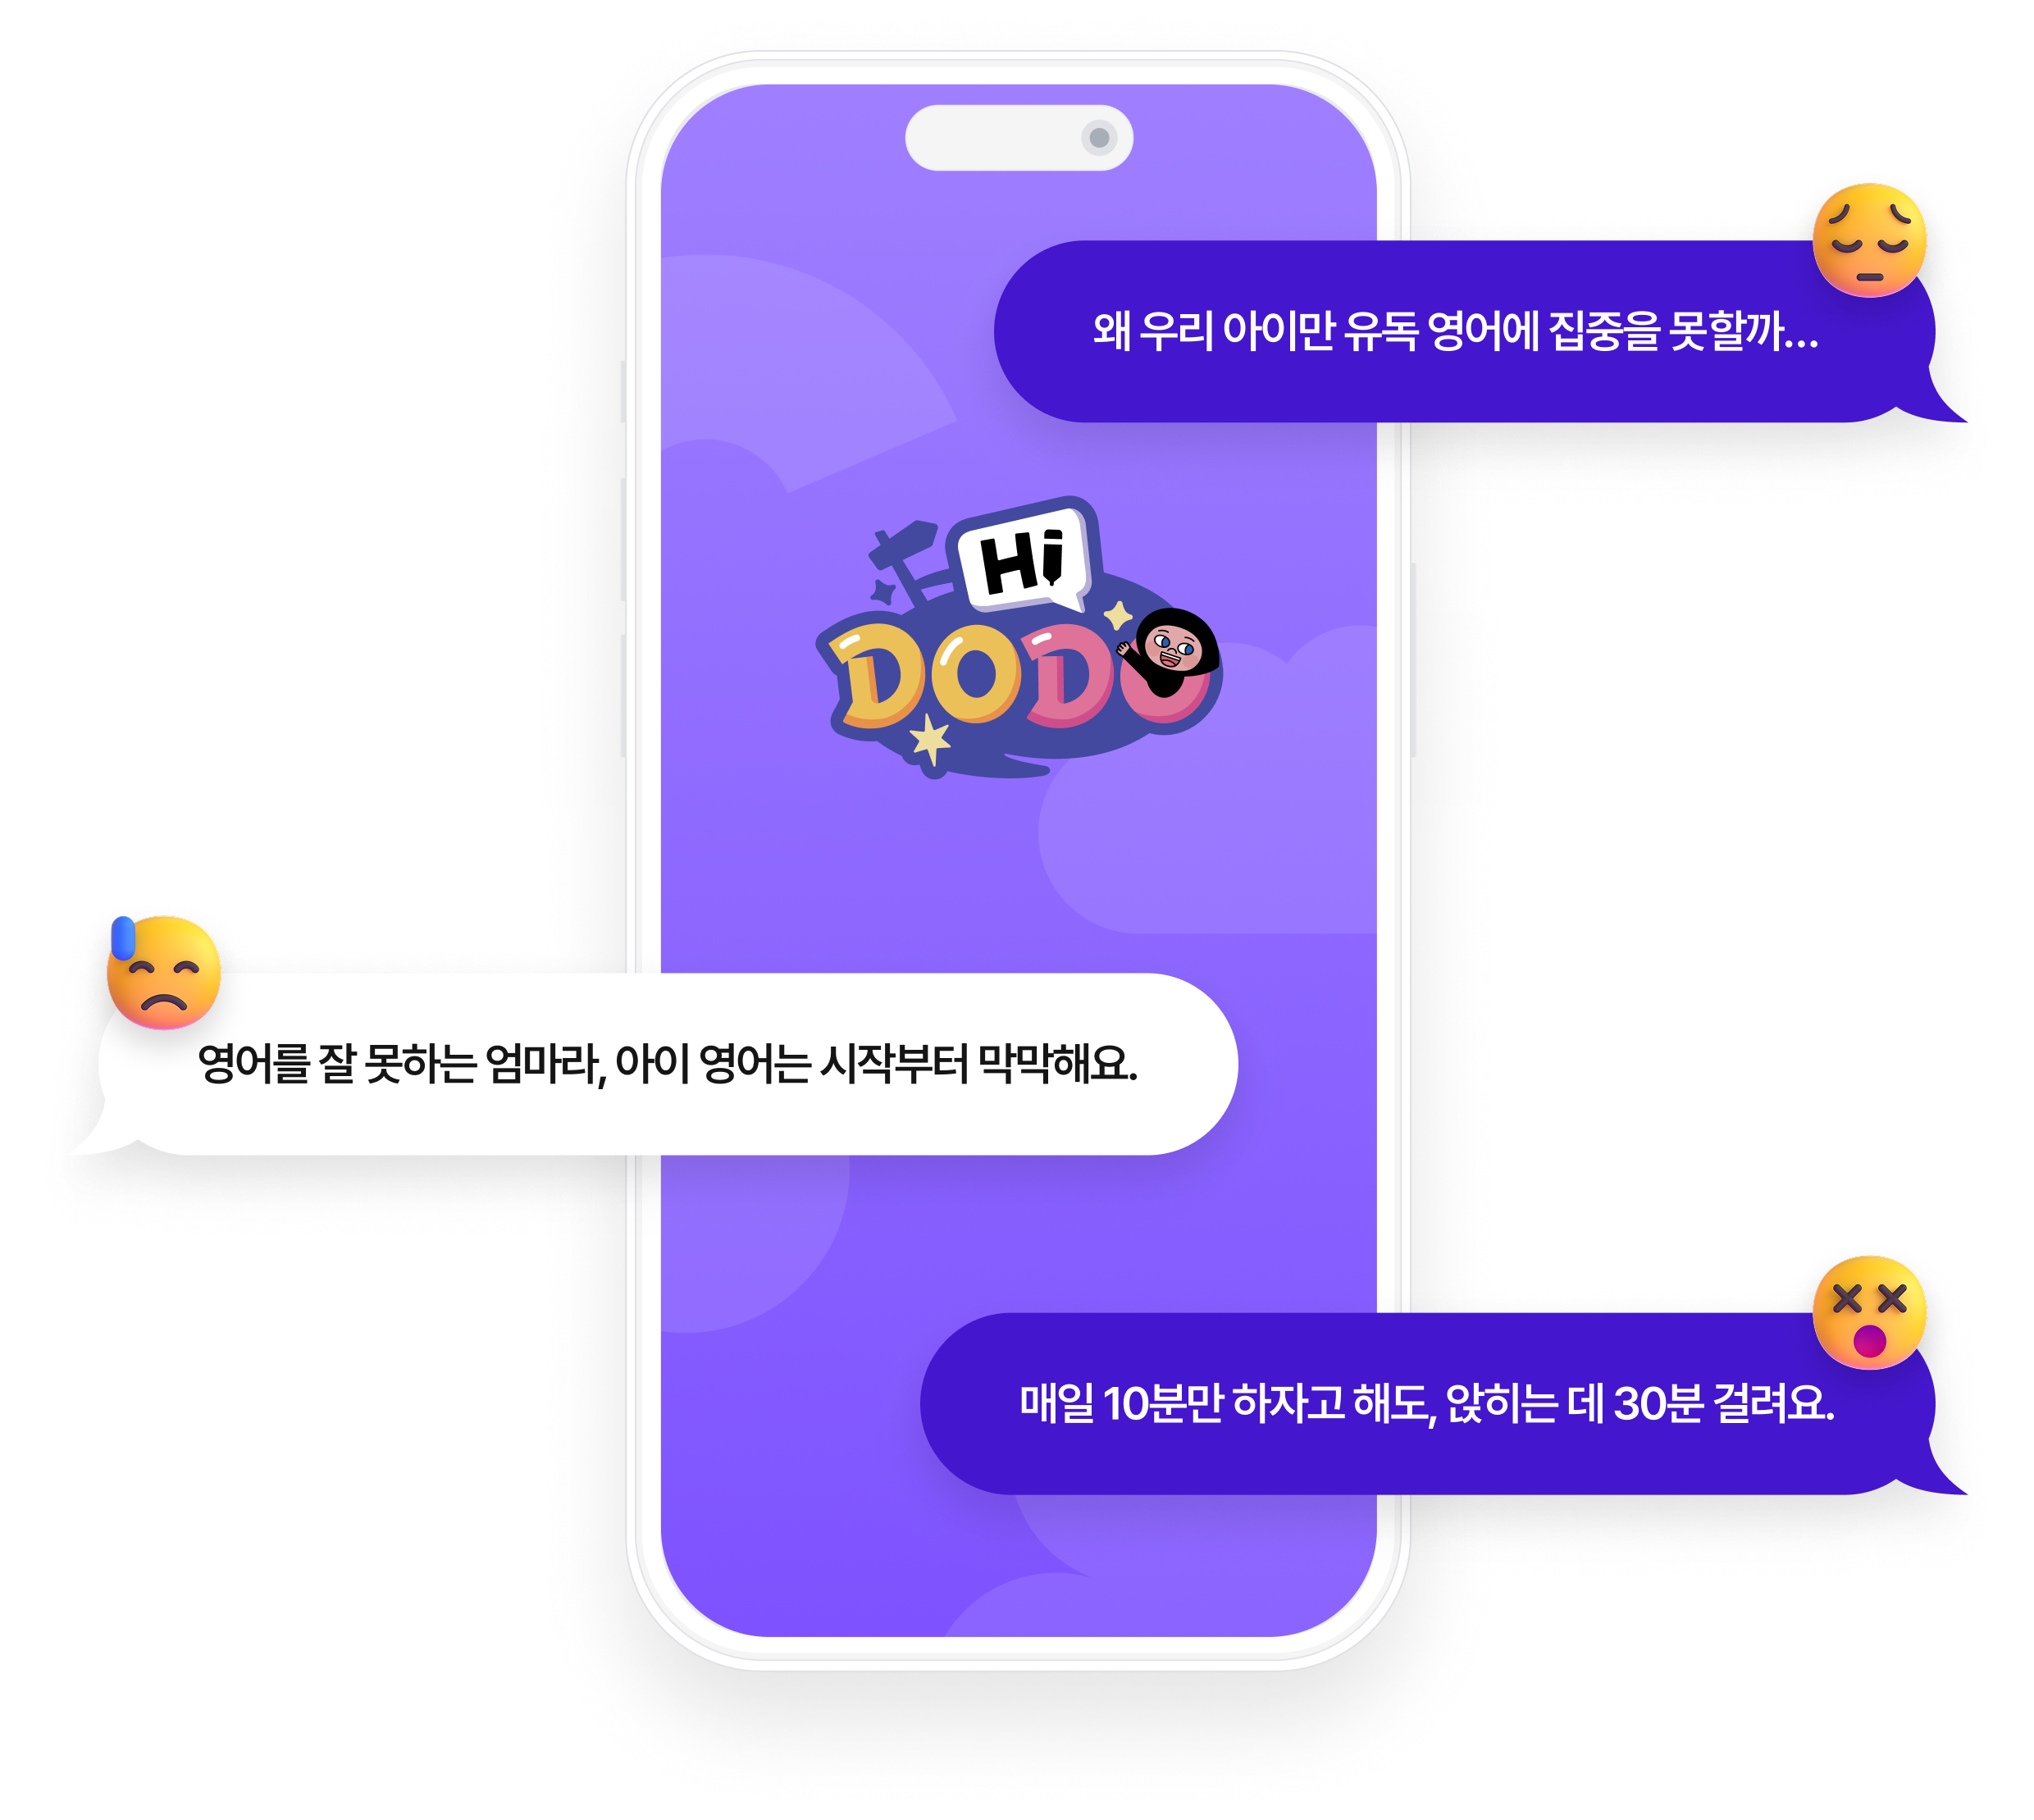 왜 우리 아이만 유독 영어에 집중을 못할까...
Hi
DODO
영어를 잘 못하는 엄마라, 아이 영어는 시작부터 막막해요.
매일 10분만 하자고 해도, 앉히는 데 30분 걸려요.